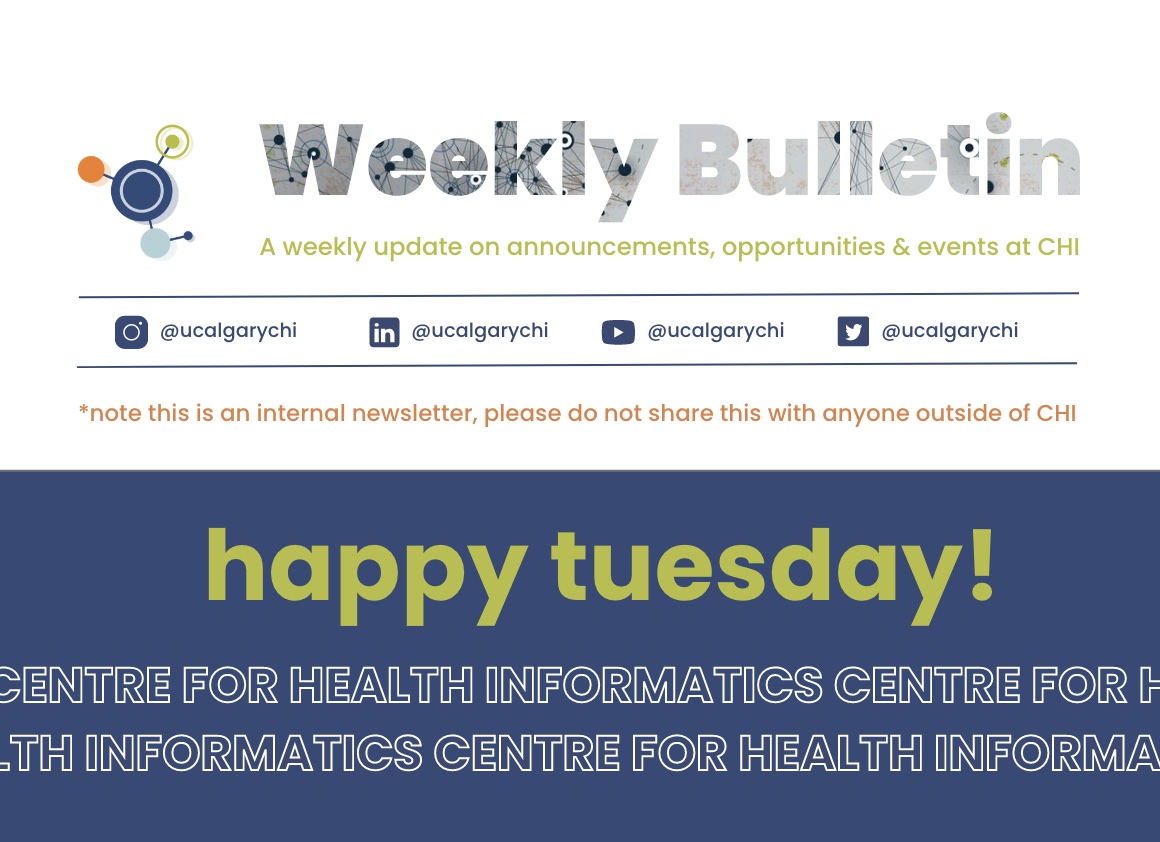 Weekly Bulletin
A weekly update on announcements, opportunities & events at CHI
@ucalgarychi @ucalgarychi @ucalgarychi @ucalgarychi
*note this is an internal newsletter, please do not share this with anyone outside of CHI
happy tuesday!
CENTRE FOR HEALTH INFORMATICS CENTRE FOR H
LTH INFORMATICS CENTRE FOR HEALTH INFORMA